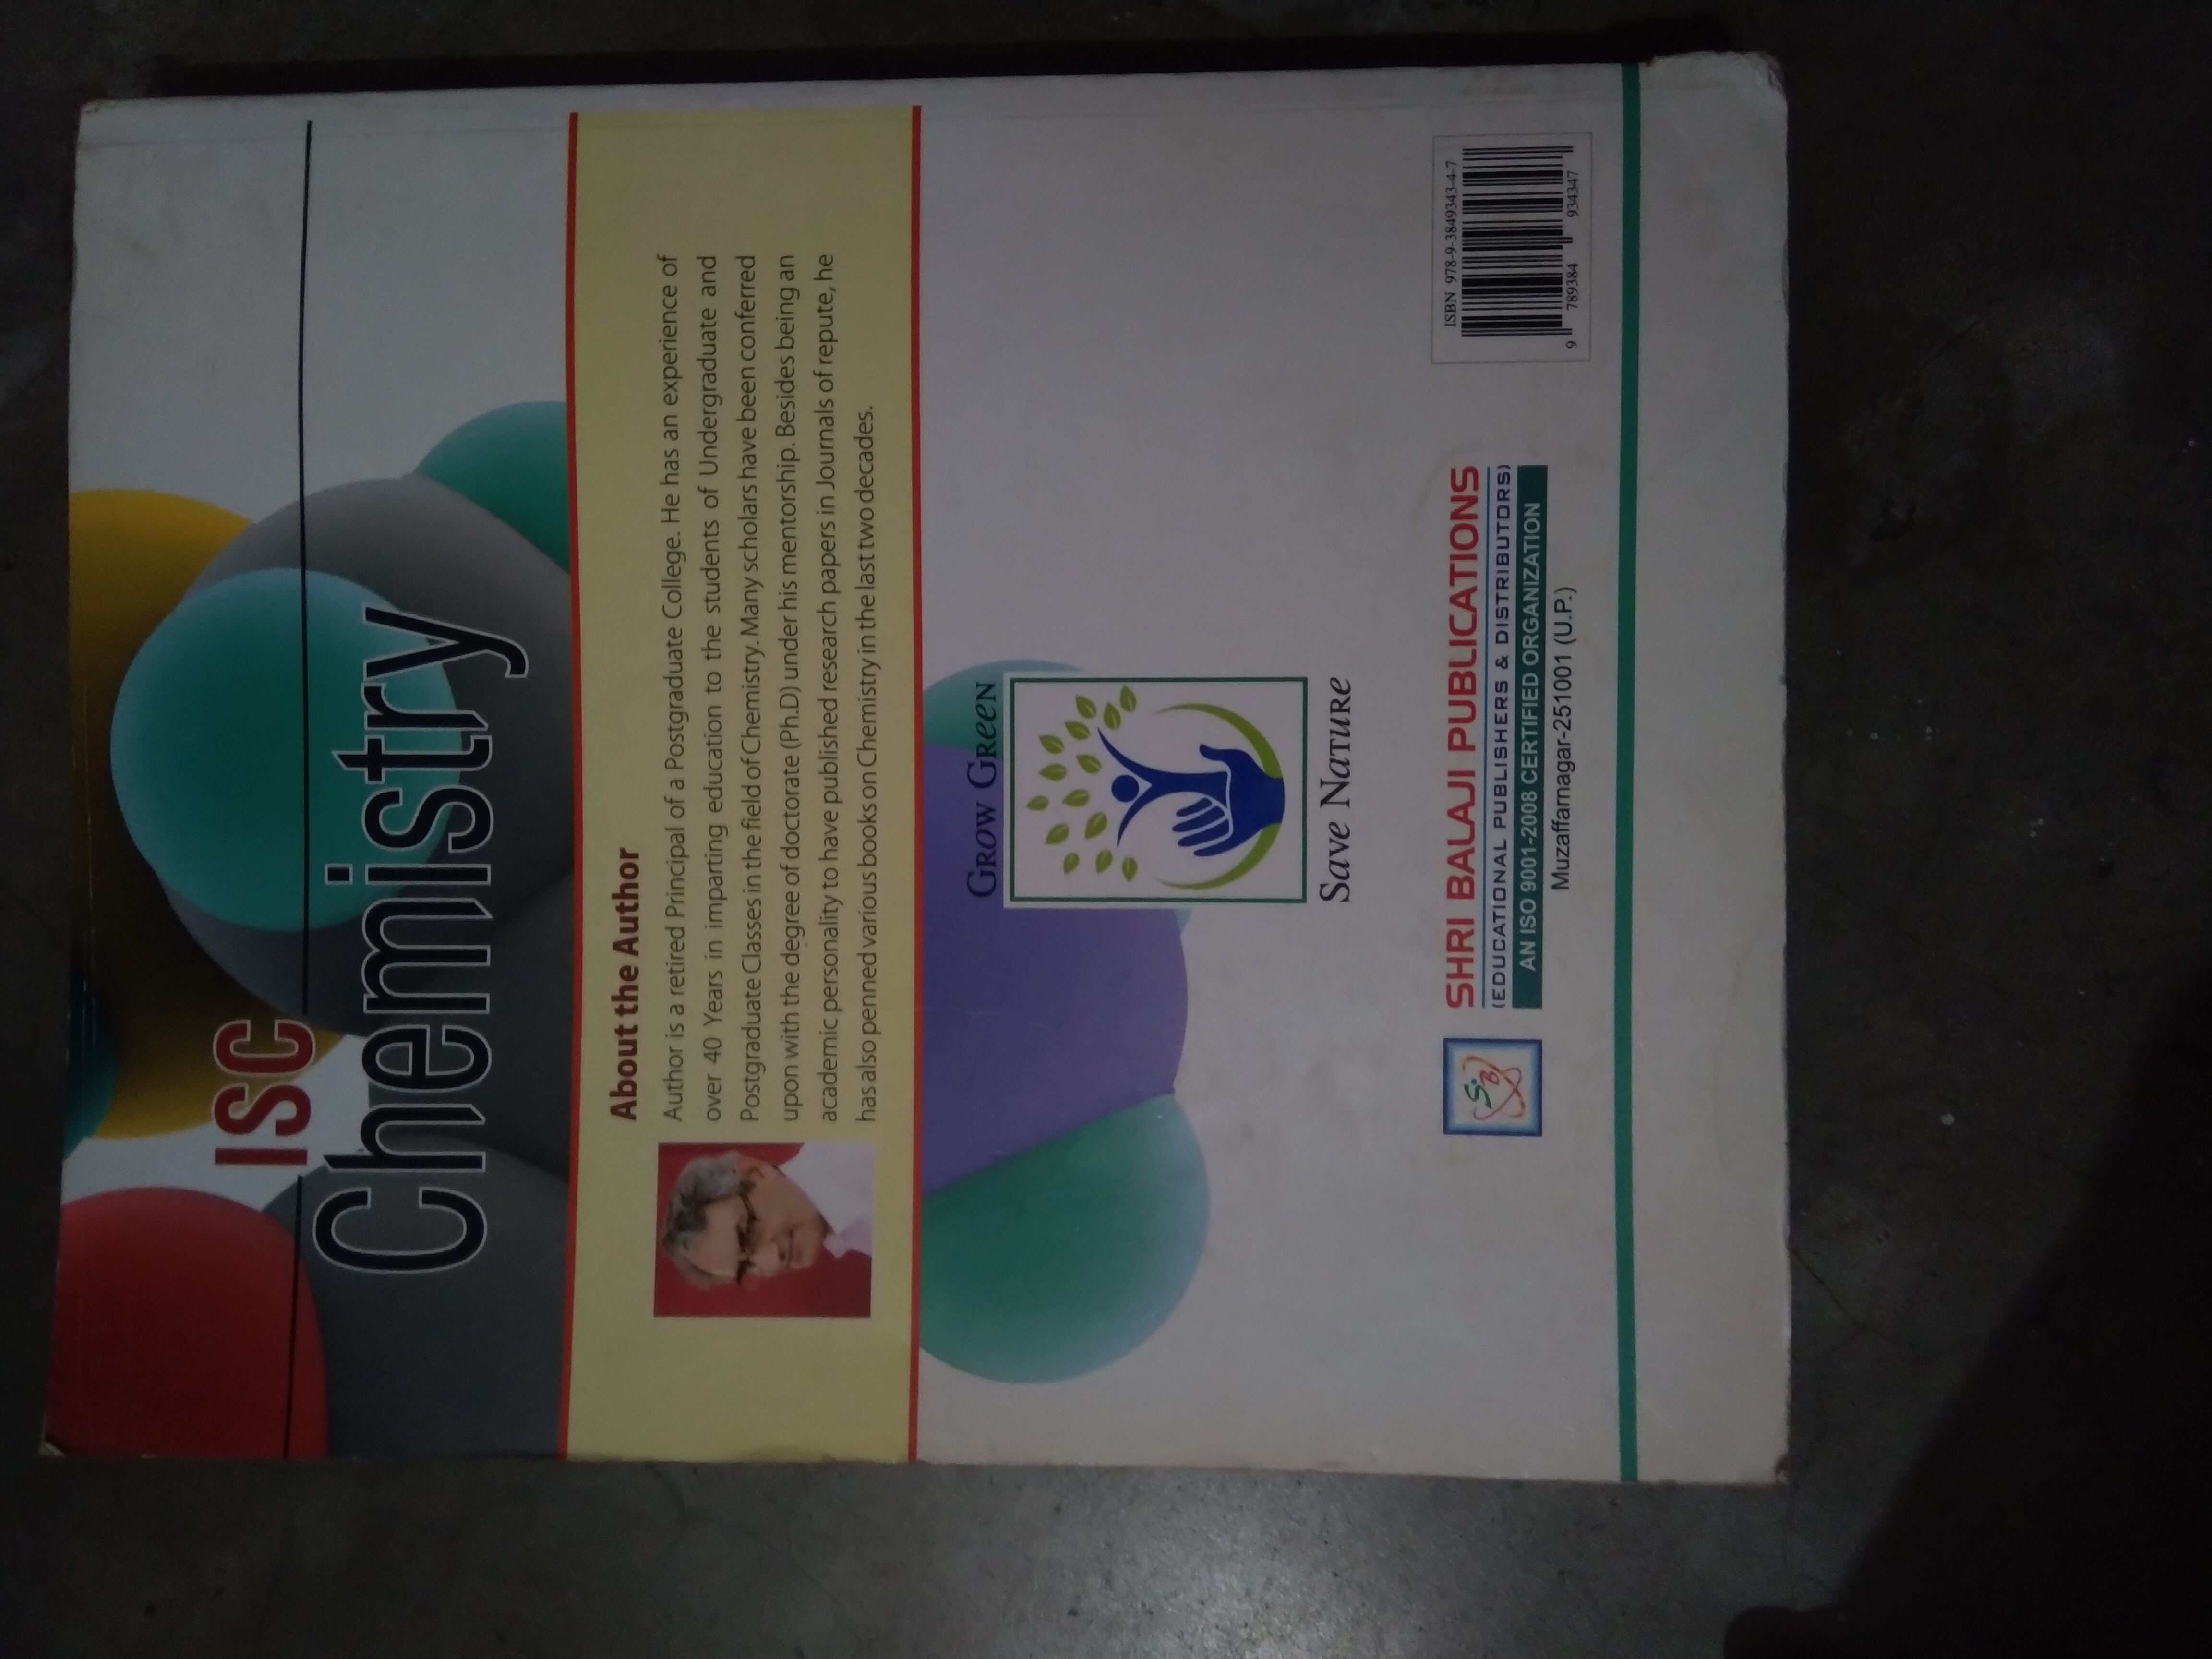 ISC
Chemistry
About the Author
Author is a retired Principal of a Postgraduate College. He has an experience of
over 40 Years in imparting education to the students of Undergraduate and
Postgraduate Classes in the field of Chemistry. Many scholars have been conferred
upon with the degree of doctorate (Ph.D) under his mentorship. Besides being an
academic personality to have published research papers in Journals of repute, he
has also penned various books on Chemistry in the last two decades.
GROW GREEN
SAVE NATURE
SB
SHRI BALAJI PUBLICATIONS
(EDUCATIONAL PUBLISHERS & DISTRIBUTORS)
AN ISO 9001-2008 CERTIFIED ORGANIZATION
Muzaffarnagar-251001 (U.P.)
ISBN 978-9-3849343-4-7
9 789384 934347